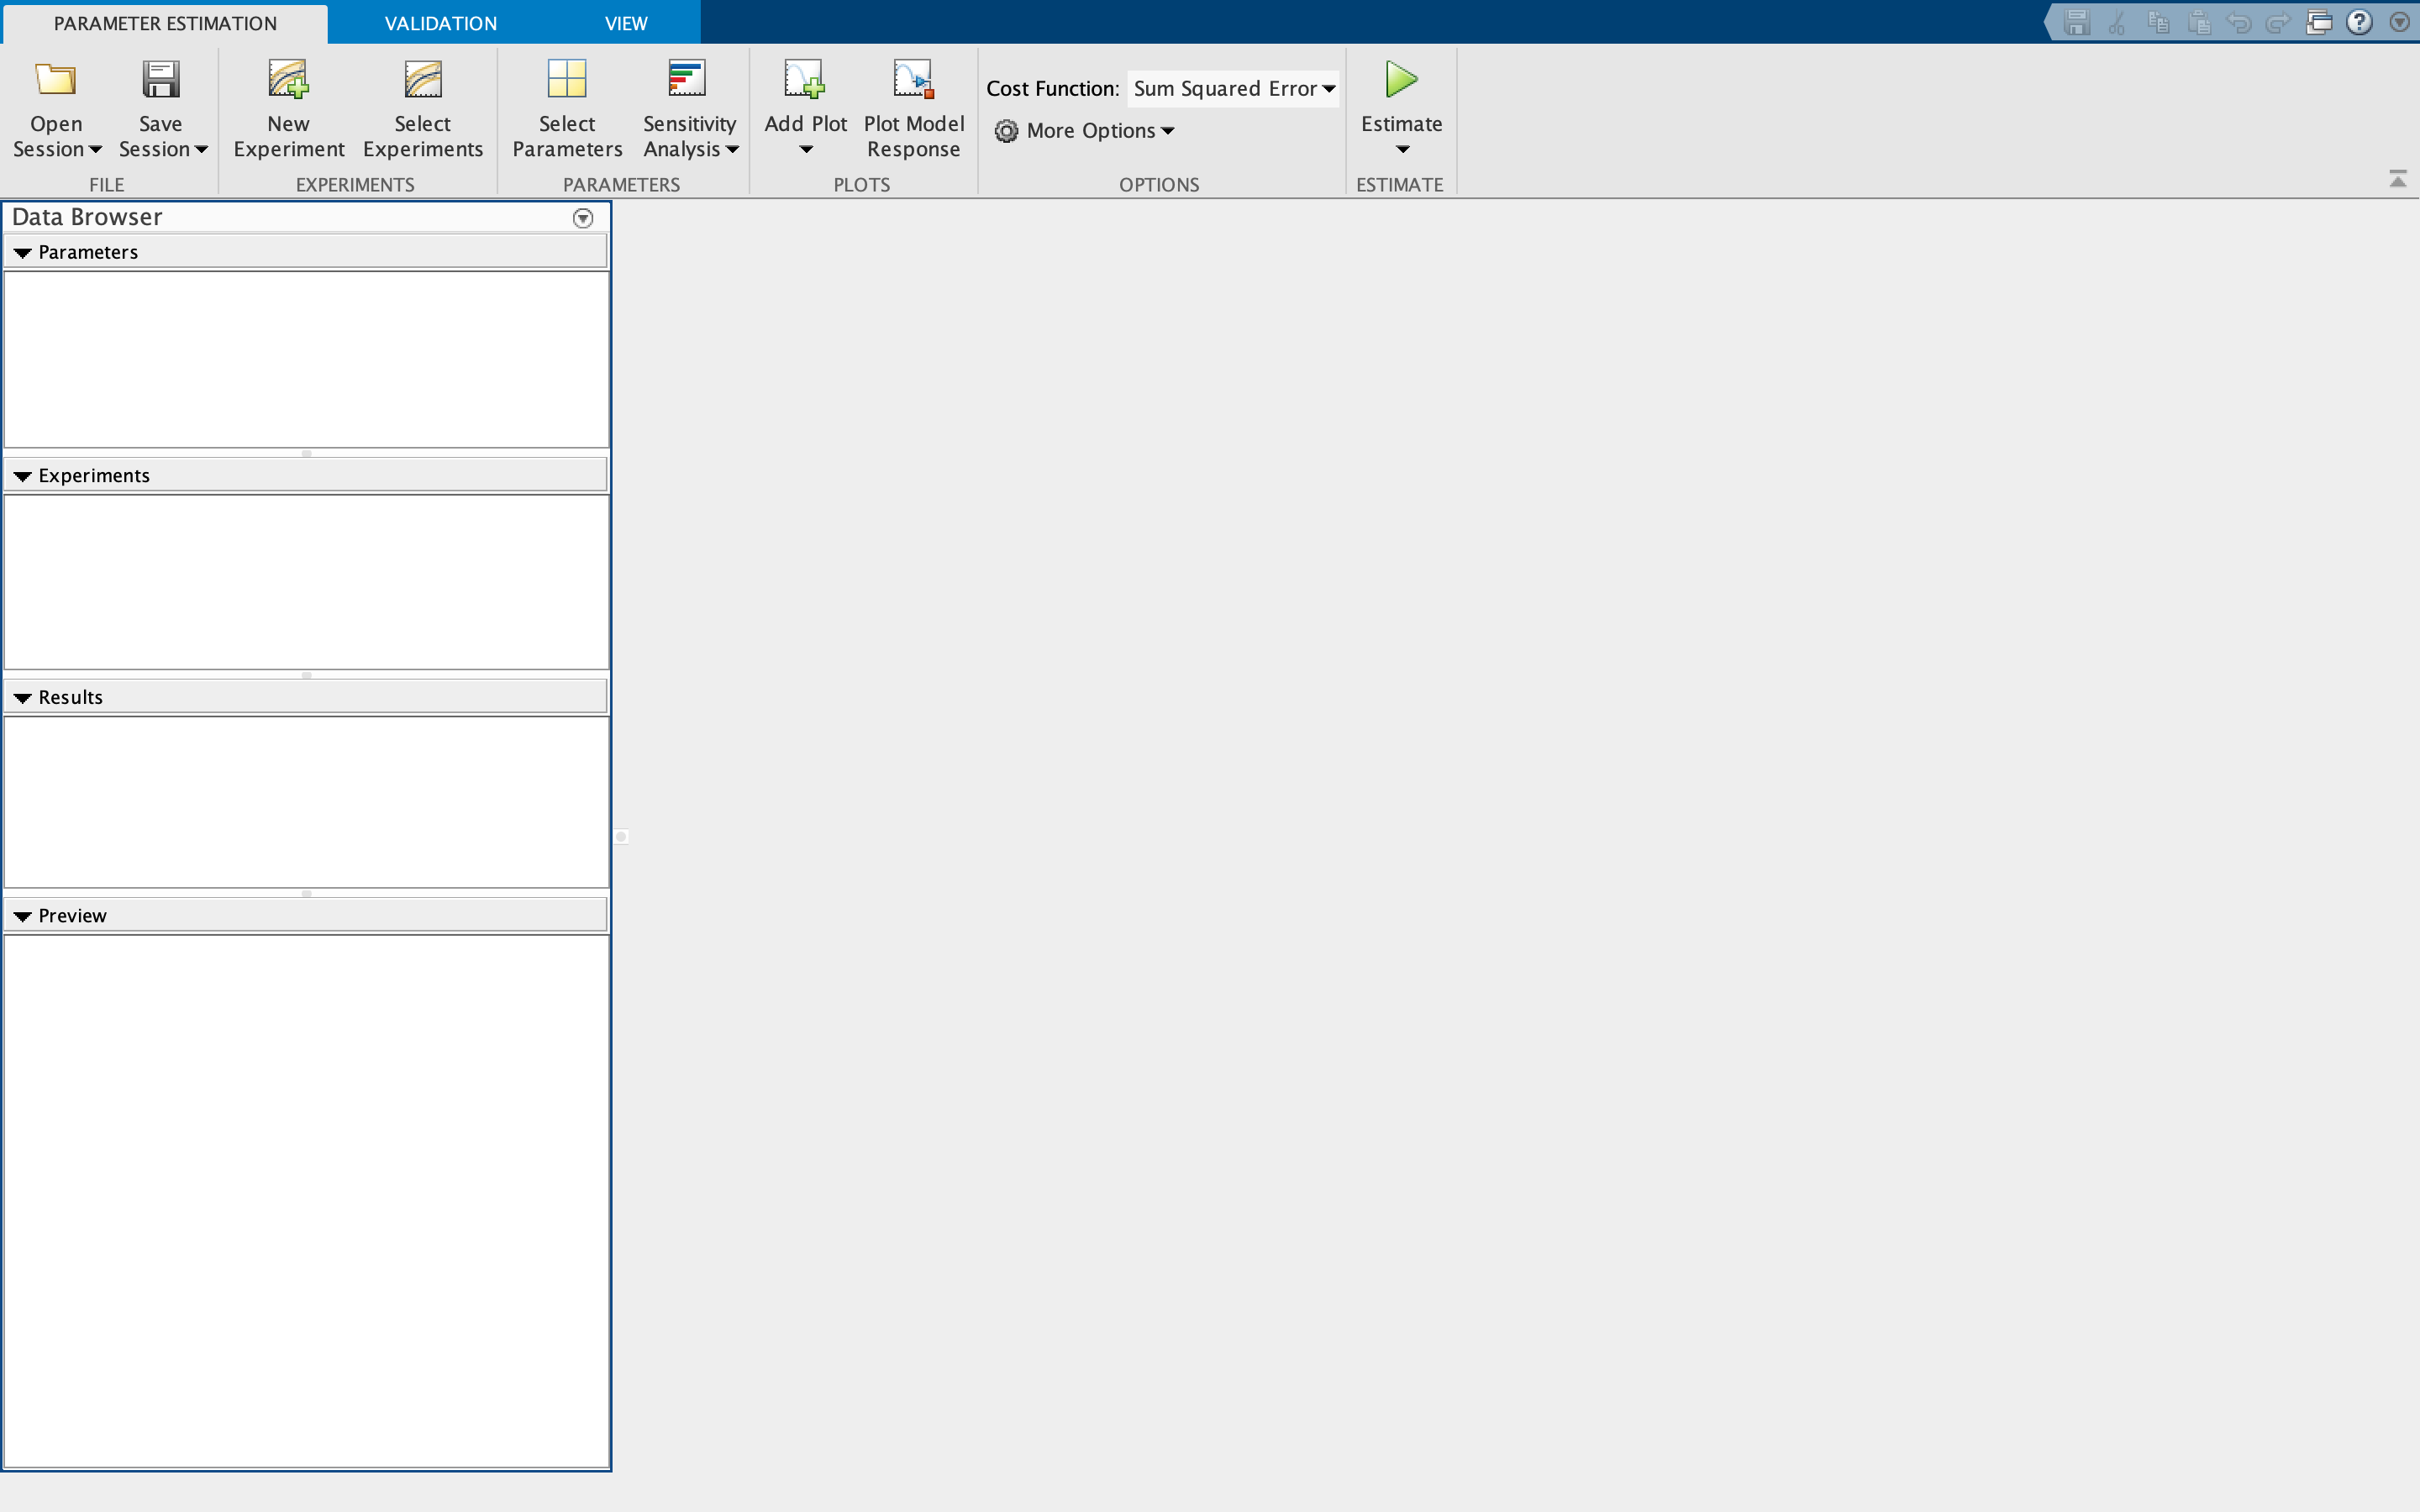 PARAMETER ESTIMATION VALIDATION VIEW
Open Session
Save Session
New Experiment
Select Experiments
Select Parameters
Sensitivity Analysis
Add Plot
Plot Model Response
Cost Function: Sum Squared Error
More Options
Estimate
FILE EXPERIMENTS PARAMETERS PLOTS OPTIONS ESTIMATE
Data Browser
Parameters
Experiments
Results
Preview